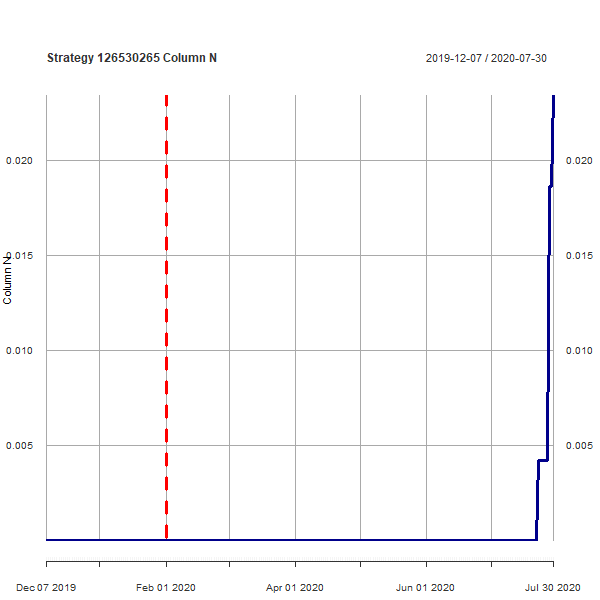 Strategy 126530265 Column N
2019-12-07 / 2020-07-30
0.020
0.020
0.015
0.015
Column N
0.010
0.010
0.005
0.005
Dec 07 2019
Feb 01 2020
Apr 01 2020
Jun 01 2020
Jul 30 2020